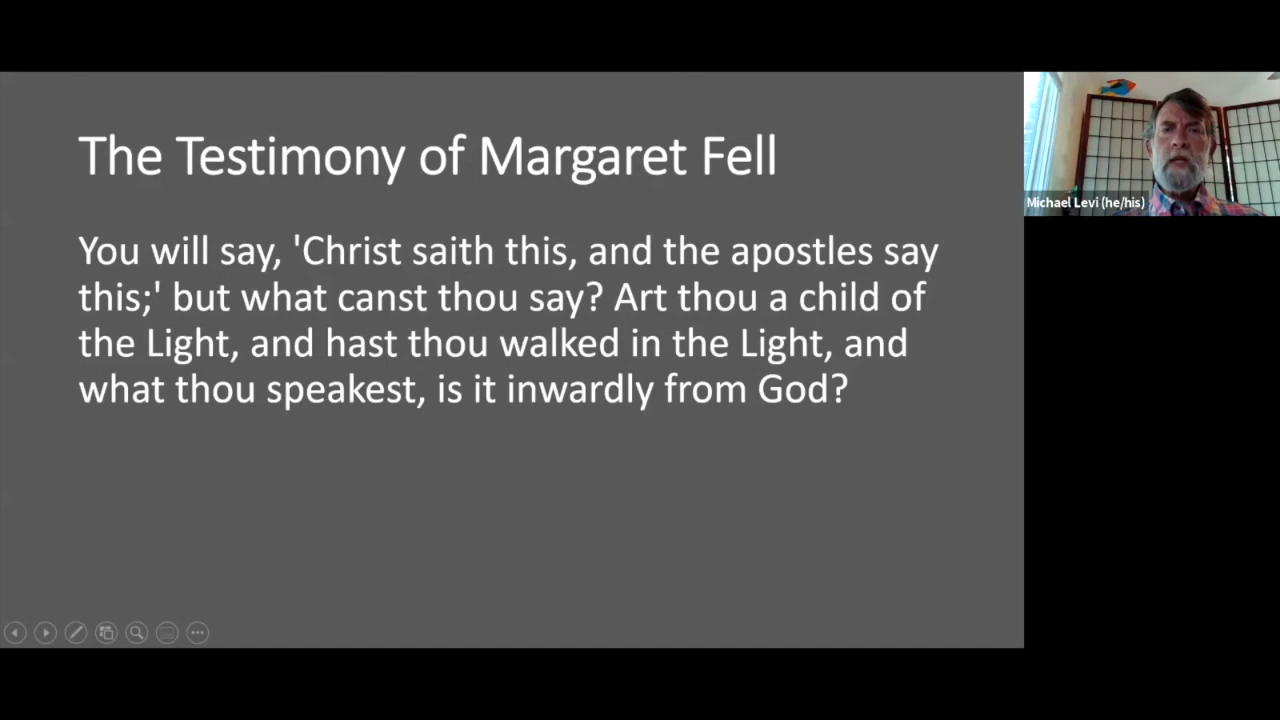 The Testimony of Margaret Fell
You will say, 'Christ saith this, and the apostles say
this;' but what canst thou say? Art thou a child of
the Light, and hast thou walked in the Light, and
what thou speakest, is it inwardly from God?
Michael Levi (he/his)